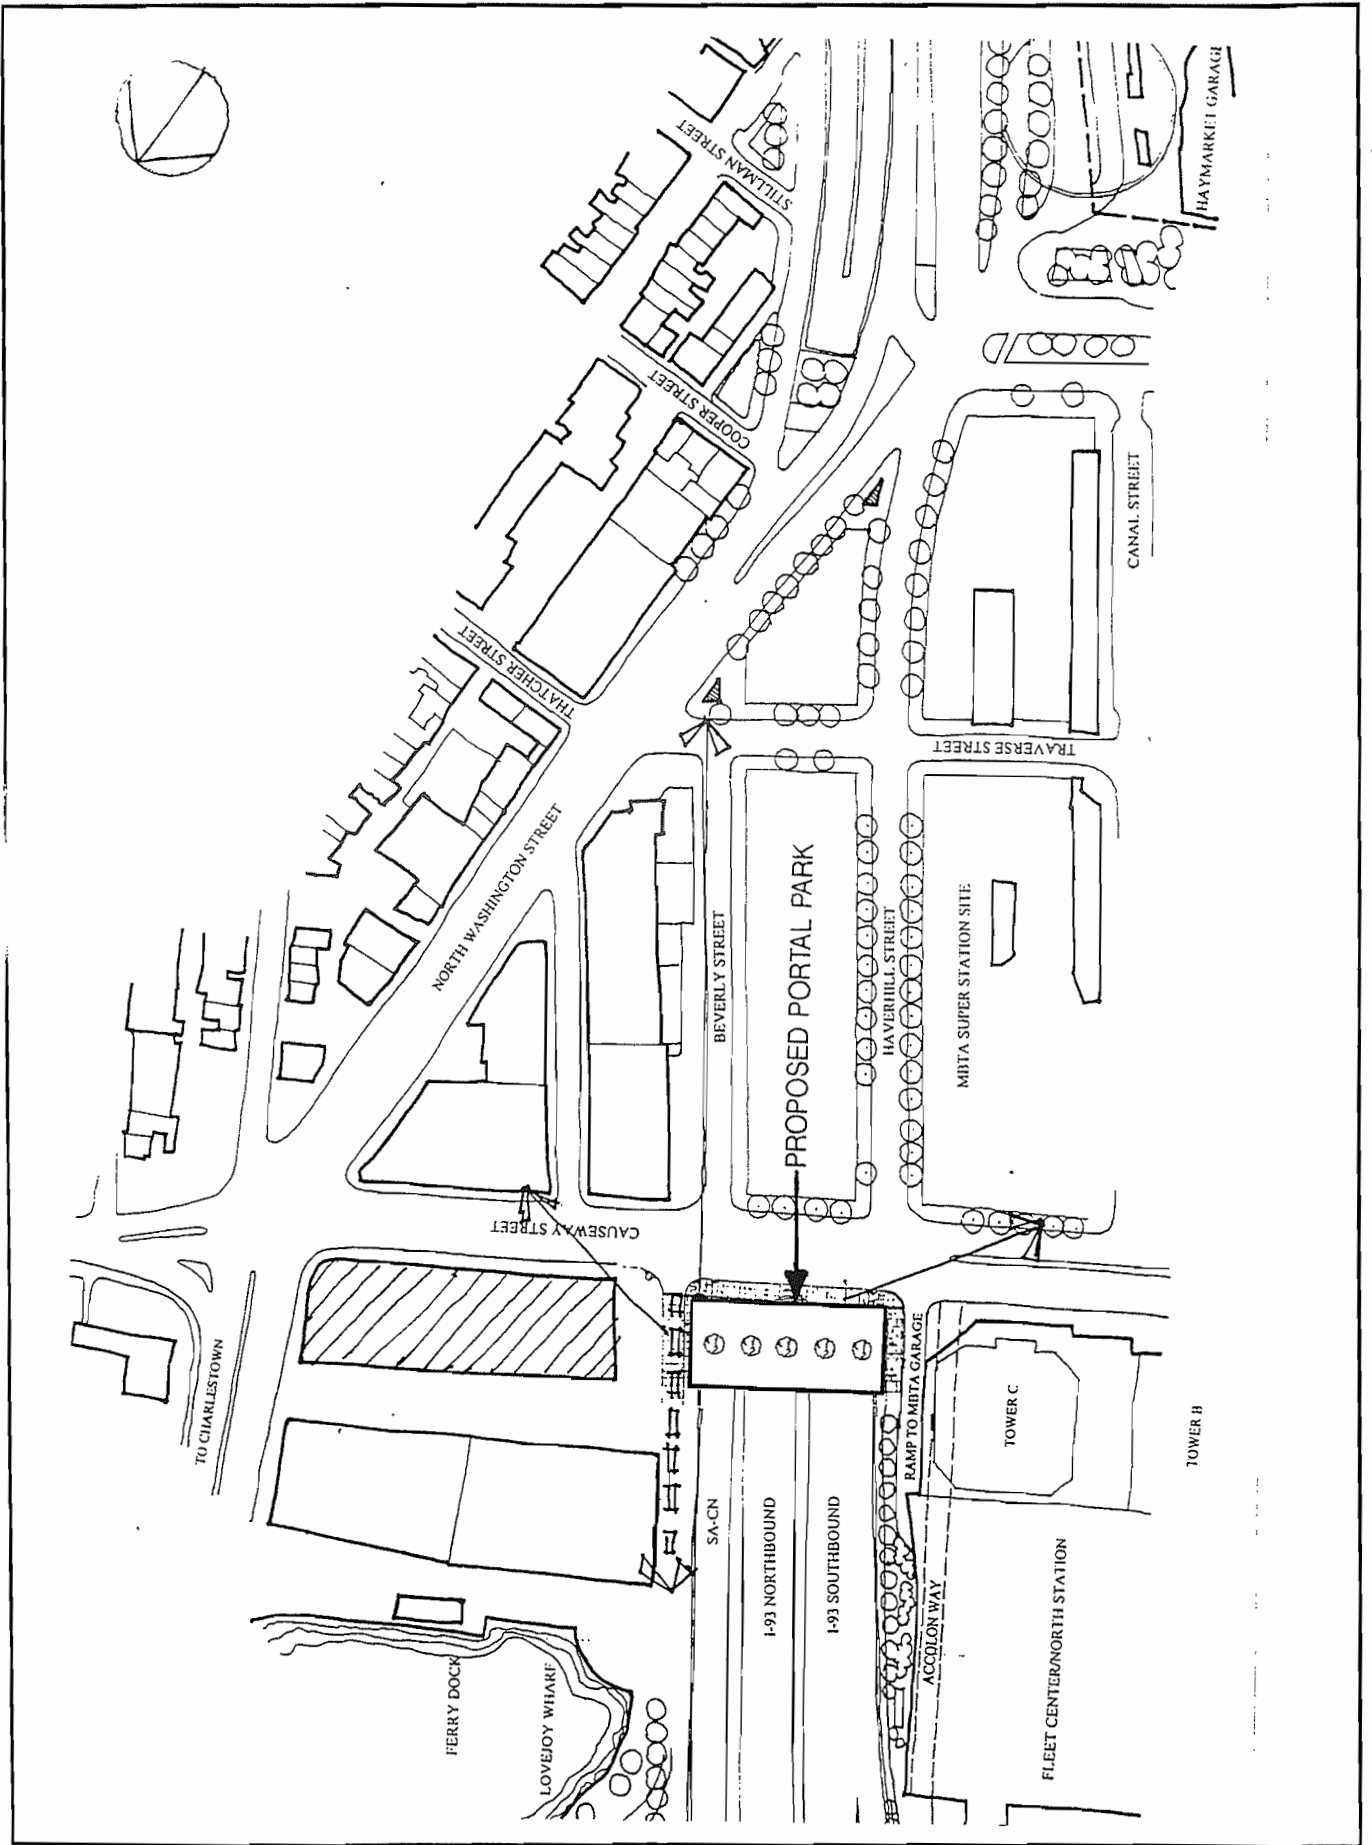 STILLMAN STREET
HAYMARKET GARAGE
COOPER STREET
CANAL STREET
THATCHER STREET
TRAVERSE STREET
NORTH WASHINGTON STREET
BEVERLY STREET
PROPOSED PORTAL PARK
HAVERHILL STREET
MBTA SUPER STATION SITE
CAUSEWAY STREET
TO CHARLESTOWN
RAMP TO MBTA GARAGE
TOWER C
TOWER B
SA-CN
I-93 NORTHBOUND
I-93 SOUTHBOUND
ACCOLON WAY
FLEET CENTER/NORTH STATION
FERRY DOCK
LOVEJOY WHARF